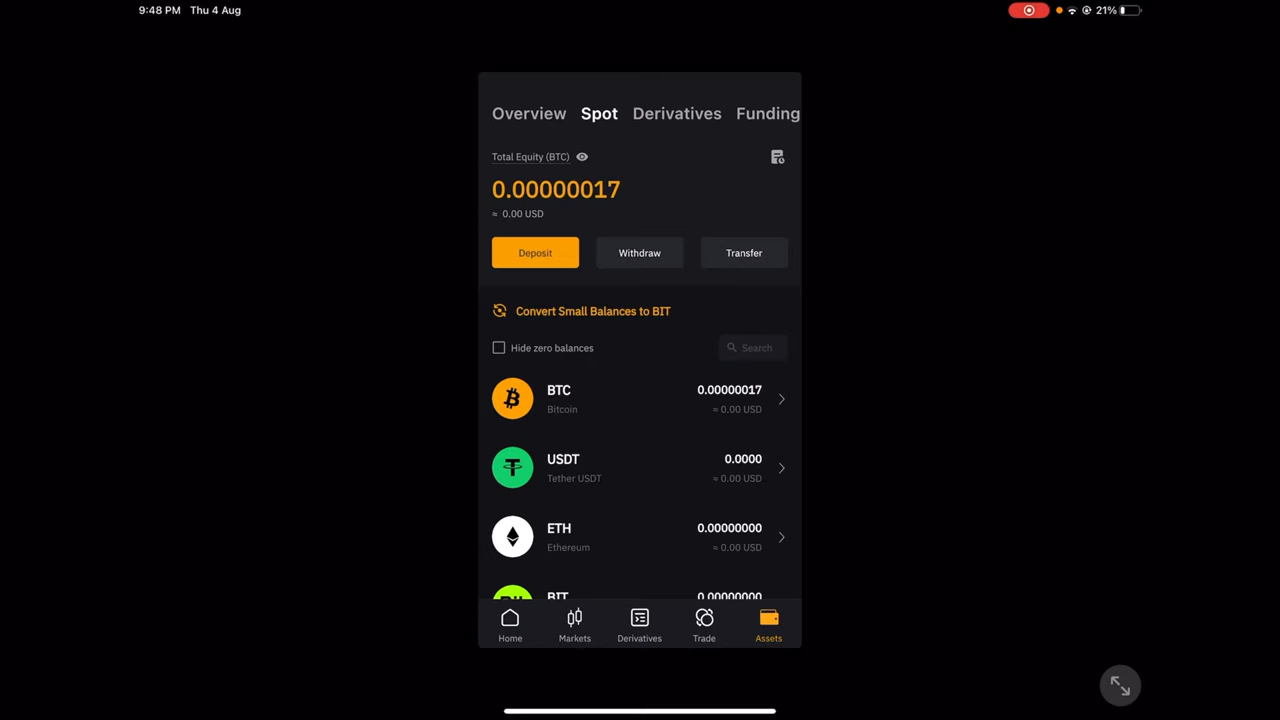 9:48 PM Thu 4 Aug
21%
Overview Spot Derivatives Funding
Total Equity (BTC)
0.00000017
≈ 0.00 USD
Deposit Withdraw Transfer
Convert Small Balances to BIT
Hide zero balances
Search
BTC 0.00000017
Bitcoin ≈ 0.00 USD
USDT 0.0000
Tether USDT ≈ 0.00 USD
ETH 0.00000000
Ethereum ≈ 0.00 USD
BIT 0.00000000
Home Markets Derivatives Trade Assets